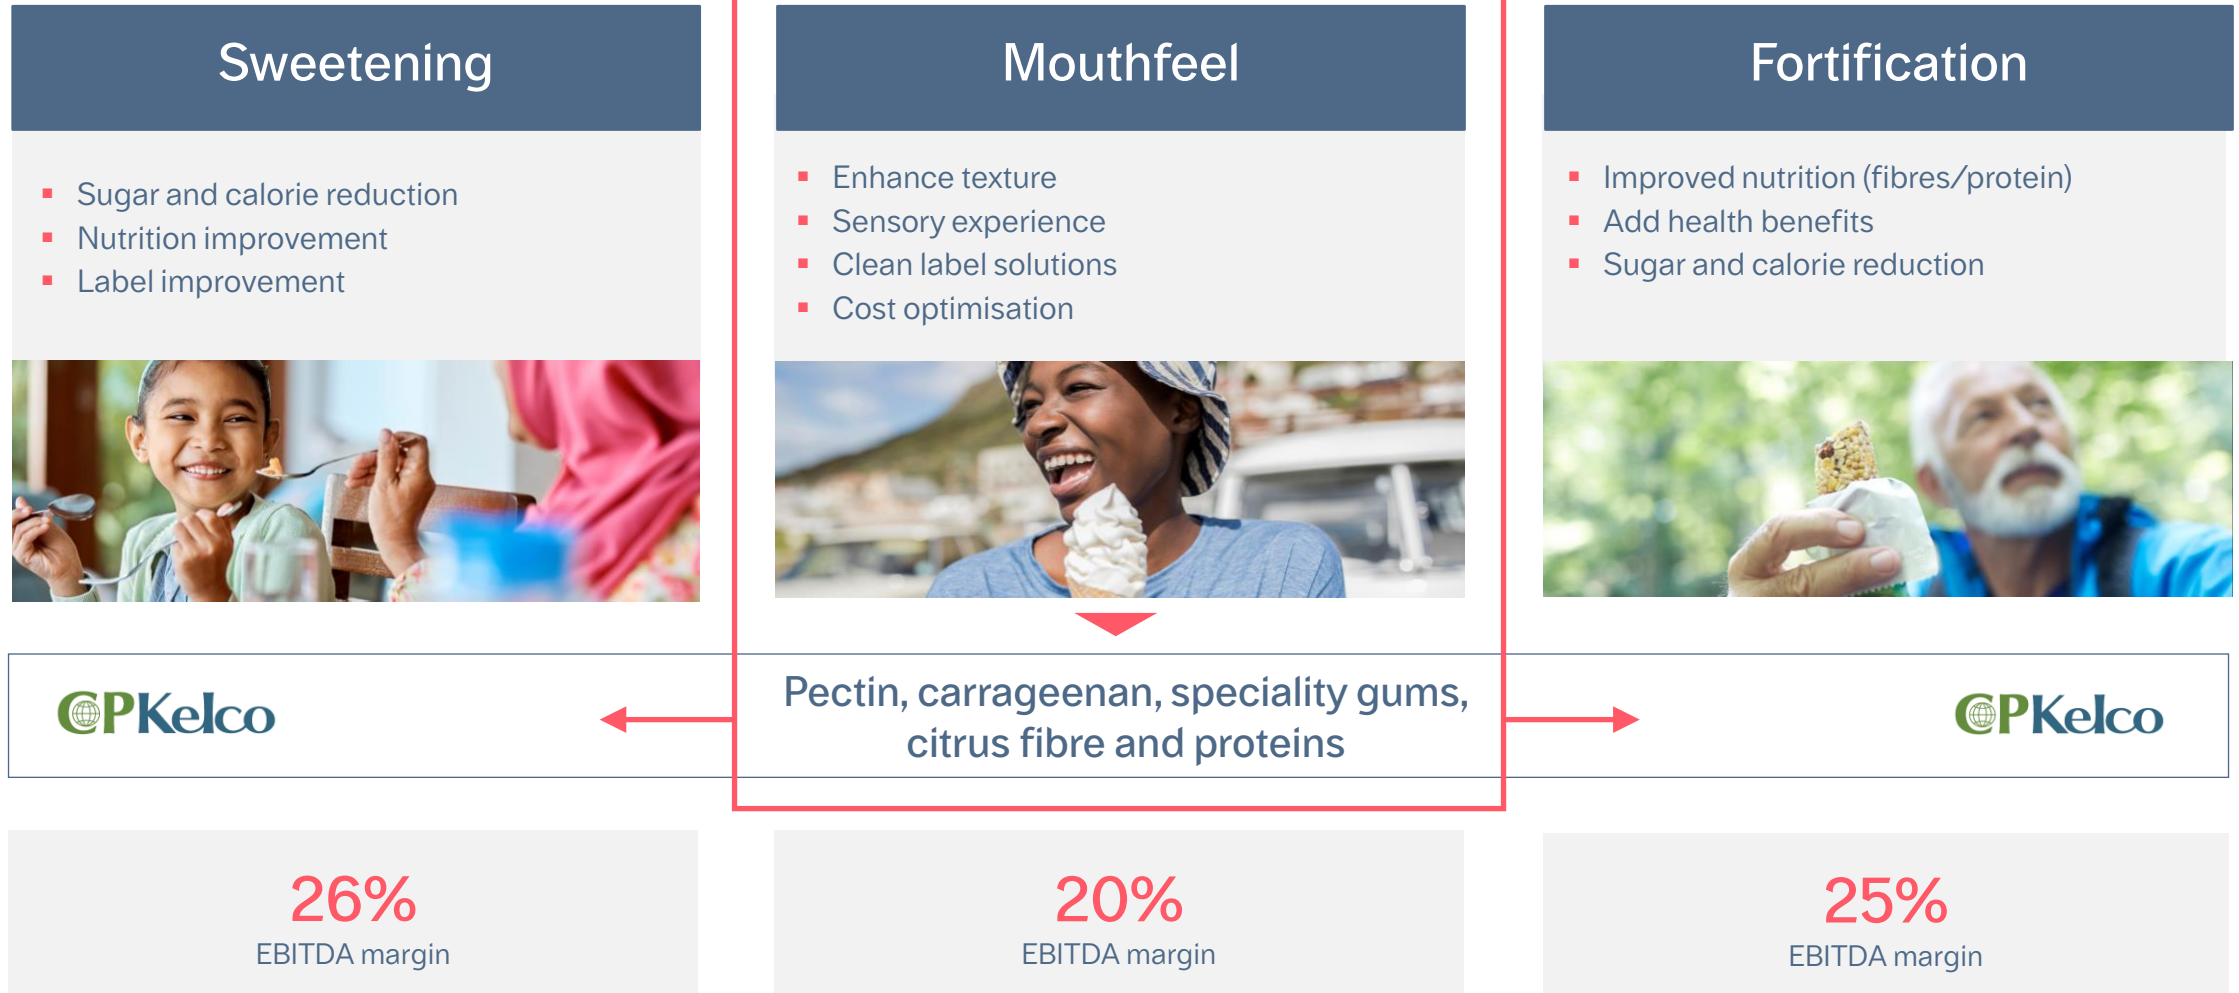 Sweetening
Sugar and calorie reduction
Nutrition improvement
Label improvement
Mouthfeel
Enhance texture
Sensory experience
Clean label solutions
Cost optimisation
Fortification
Improved nutrition (fibres/protein)
Add health benefits
Sugar and calorie reduction
CPKelco
Pectin, carrageenan, speciality gums,
citrus fibre and proteins
CPKelco
26%
EBITDA margin
20%
EBITDA margin
25%
EBITDA margin